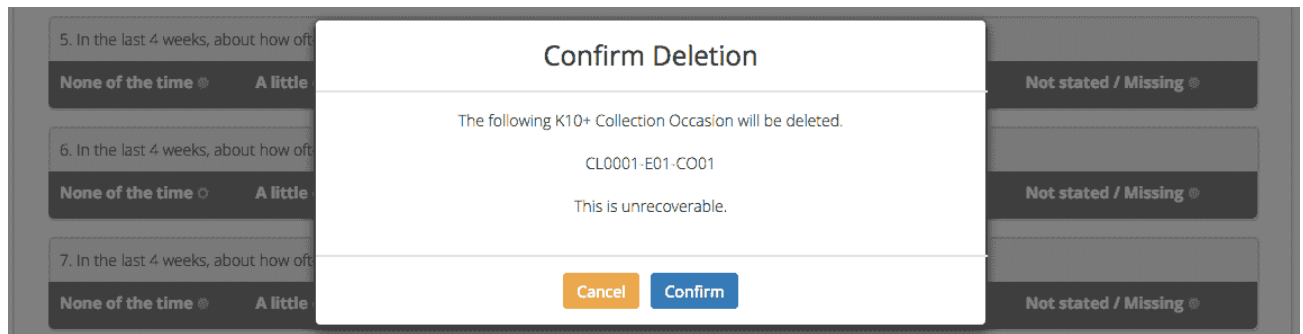 5. In the last 4 weeks, about how oft
Confirm Deletion
None of the time A little Not stated / Missing
The following K10+ Collection Occasion will be deleted.
6. In the last 4 weeks, about how oft
CL0001-E01-CO01
None of the time A little Not stated / Missing
This is unrecoverable.
7. In the last 4 weeks, about how oft
Cancel Confirm
None of the time A little Not stated / Missing